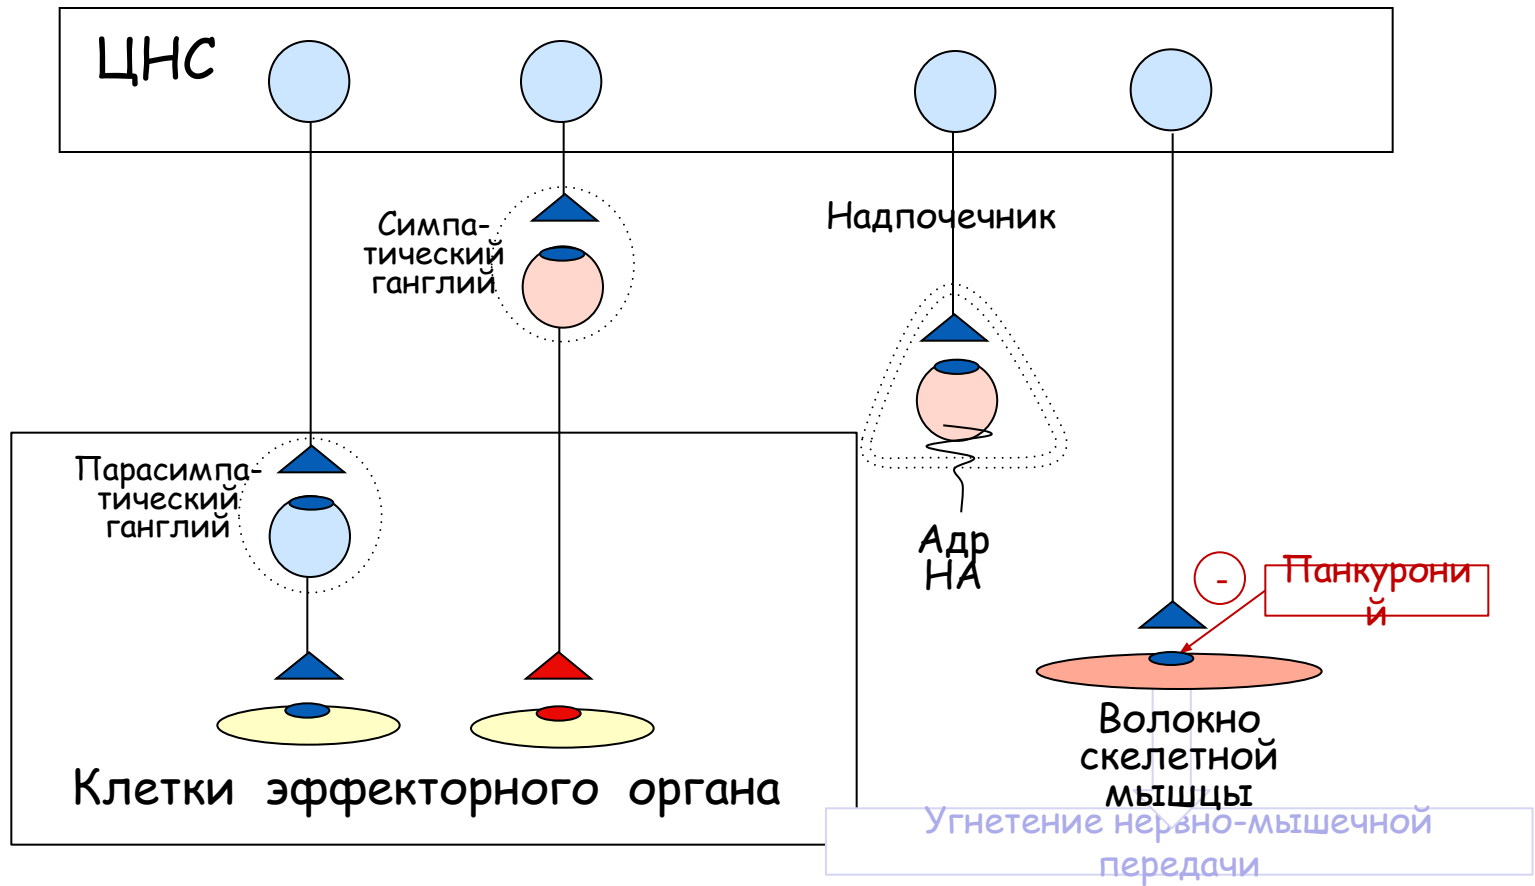 ЦНС
Надпочечник
Симпа-
тический
ганглий
Парасимпа-
тический
ганглий
Адр
НА
-
Панкурони
й
Волокно
скелетной
мышцы
Клетки эффекторного органа
Угнетение нервно-мышечной
передачи